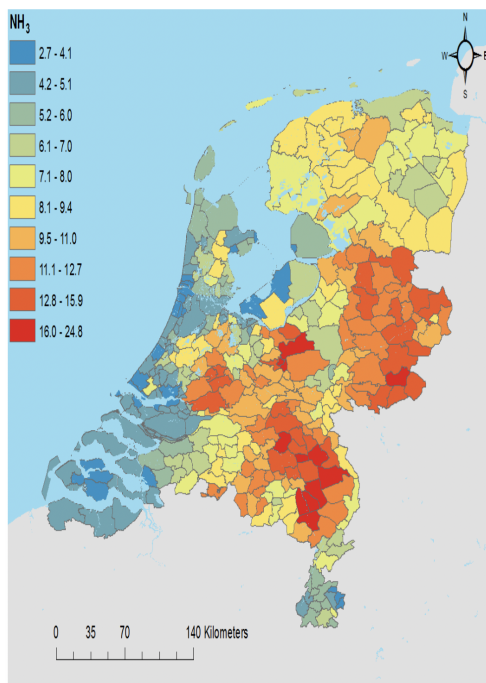 NH3
2.7 - 4.1
4.2 - 5.1
5.2 - 6.0
6.1 - 7.0
7.1 - 8.0
8.1 - 9.4
9.5 - 11.0
11.1 - 12.7
12.8 - 15.9
16.0 - 24.8
N
W E
S
0 35 70 140 Kilometers